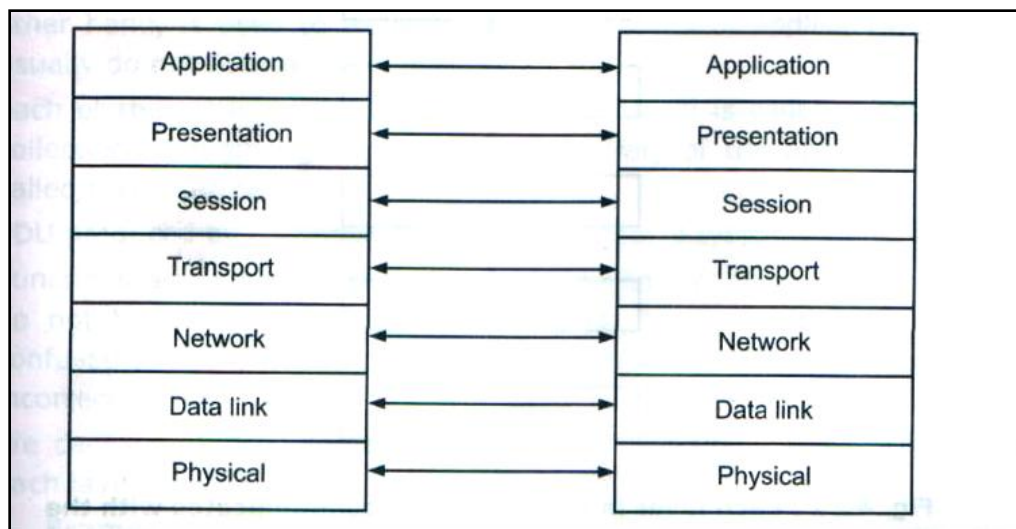 Application
Presentation
Session
Transport
Network
Data link
Physical
Application
Presentation
Session
Transport
Network
Data link
Physical